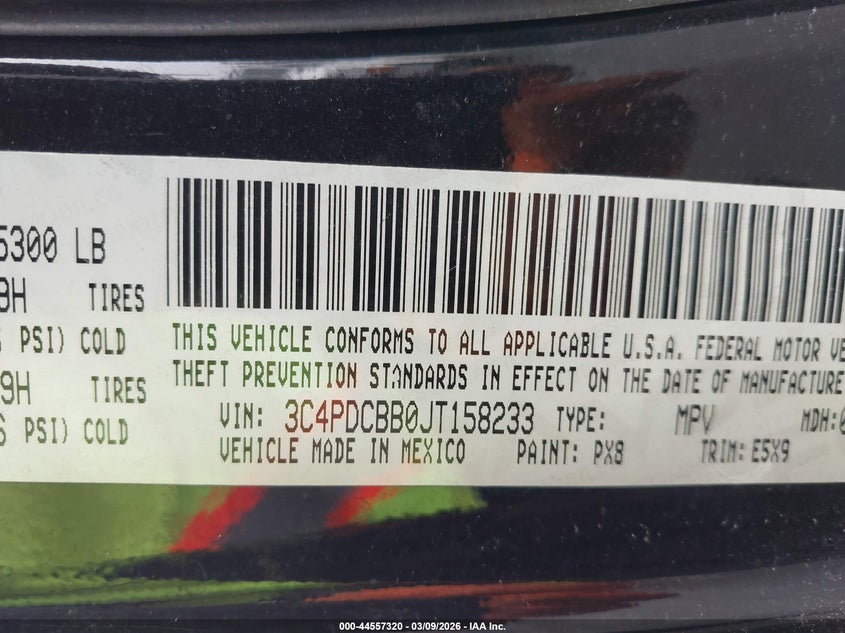 5300 LB
9H TIRES
PSI) COLD
9H TIRES
PSI) COLD
THIS VEHICLE CONFORMS TO ALL APPLICABLE U.S.A. FEDERAL MOTOR VE
THEFT PREVENTION STANDARDS IN EFFECT ON THE DATE OF MANUFACTURE
VIN: 3C4PDCBB0JT158233 TYPE: MPV MDH:0
VEHICLE MADE IN MEXICO PAINT: PX8 TRIM: E5X9
000-44557320 - 03/09/2026 - IAA Inc.